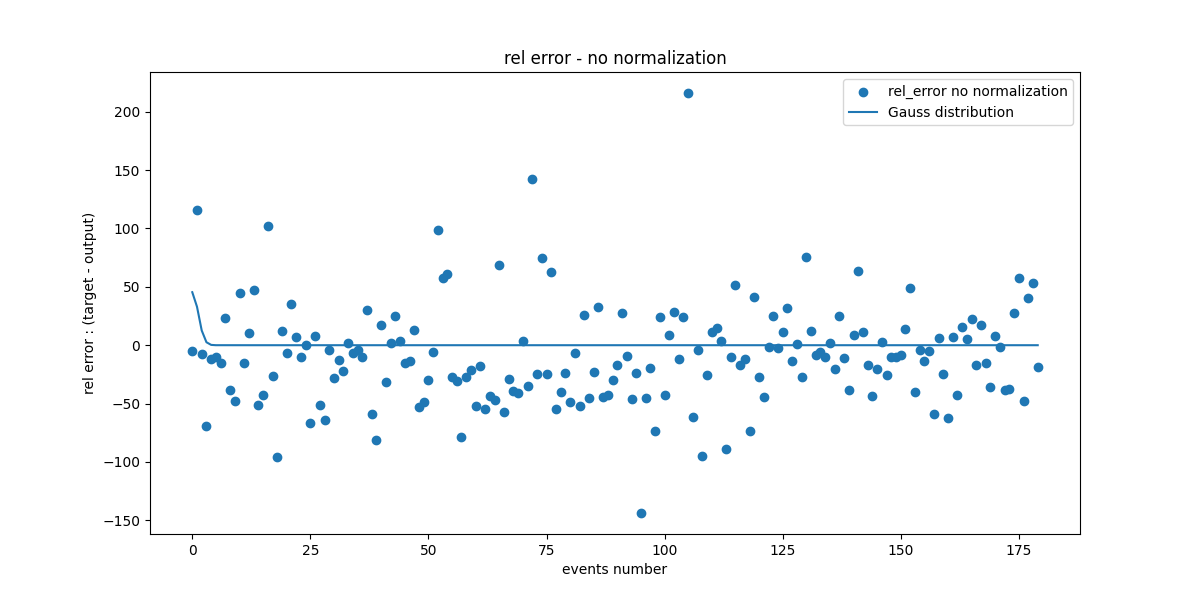 rel error - no normalization
rel_error no normalization
Gauss distribution
rel error : (target - output)
200
150
100
50
0
−50
−100
−150
0 25 50 75 100 125 150 175
events number